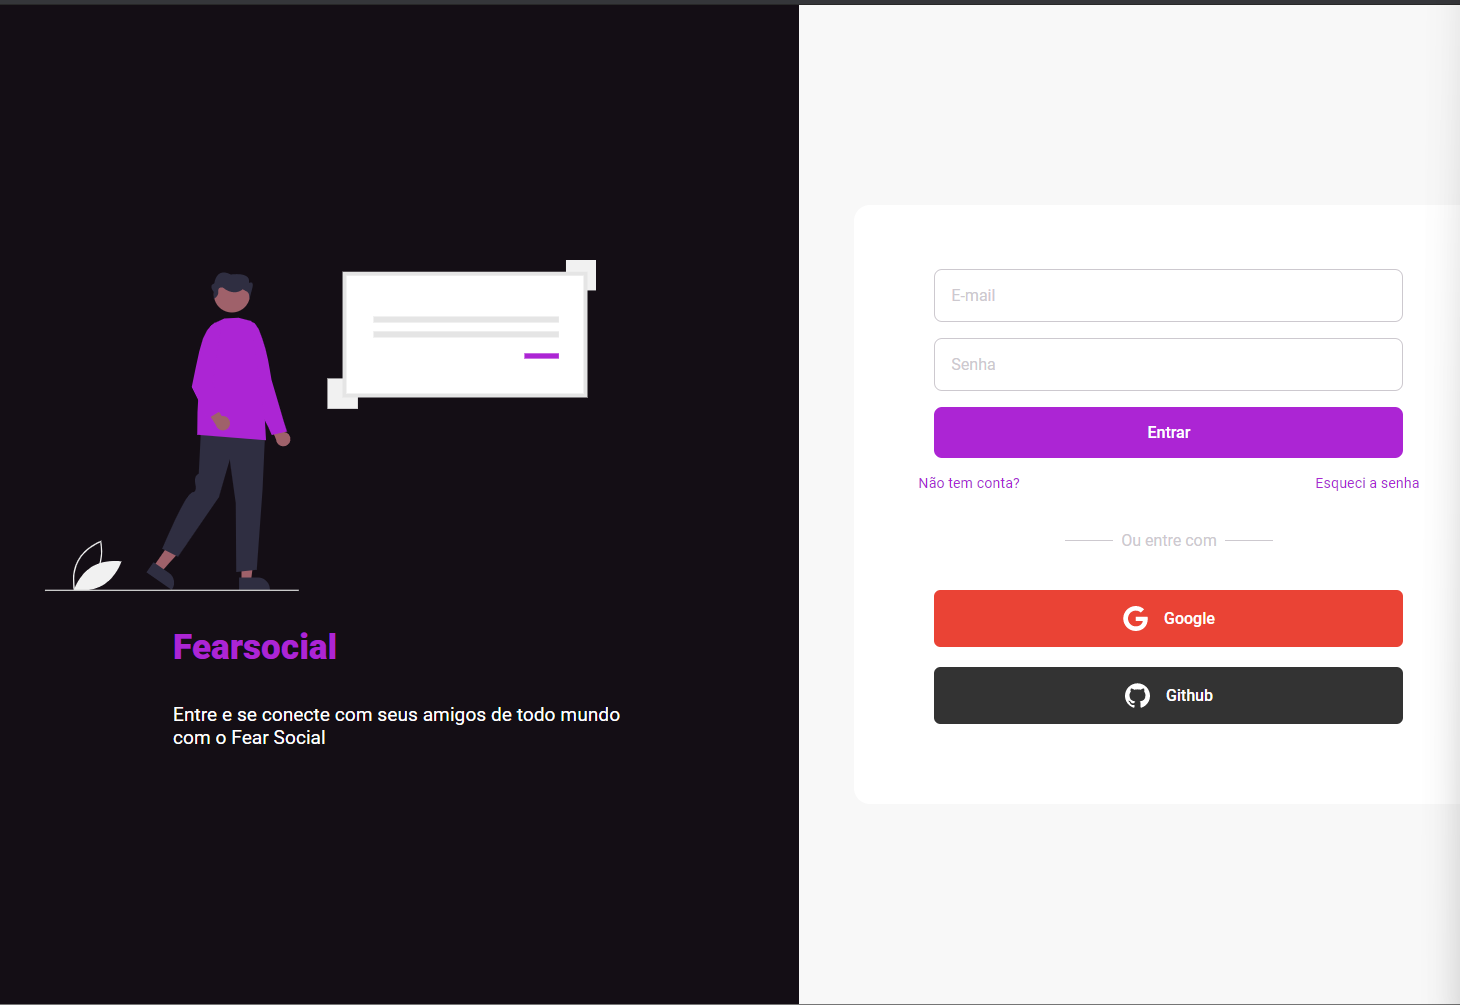 Fearsocial
Entre e se conecte com seus amigos de todo mundo
com o Fear Social
E-mail
Senha
Entrar
Não tem conta?
Esqueci a senha
Ou entre com
Google
Github